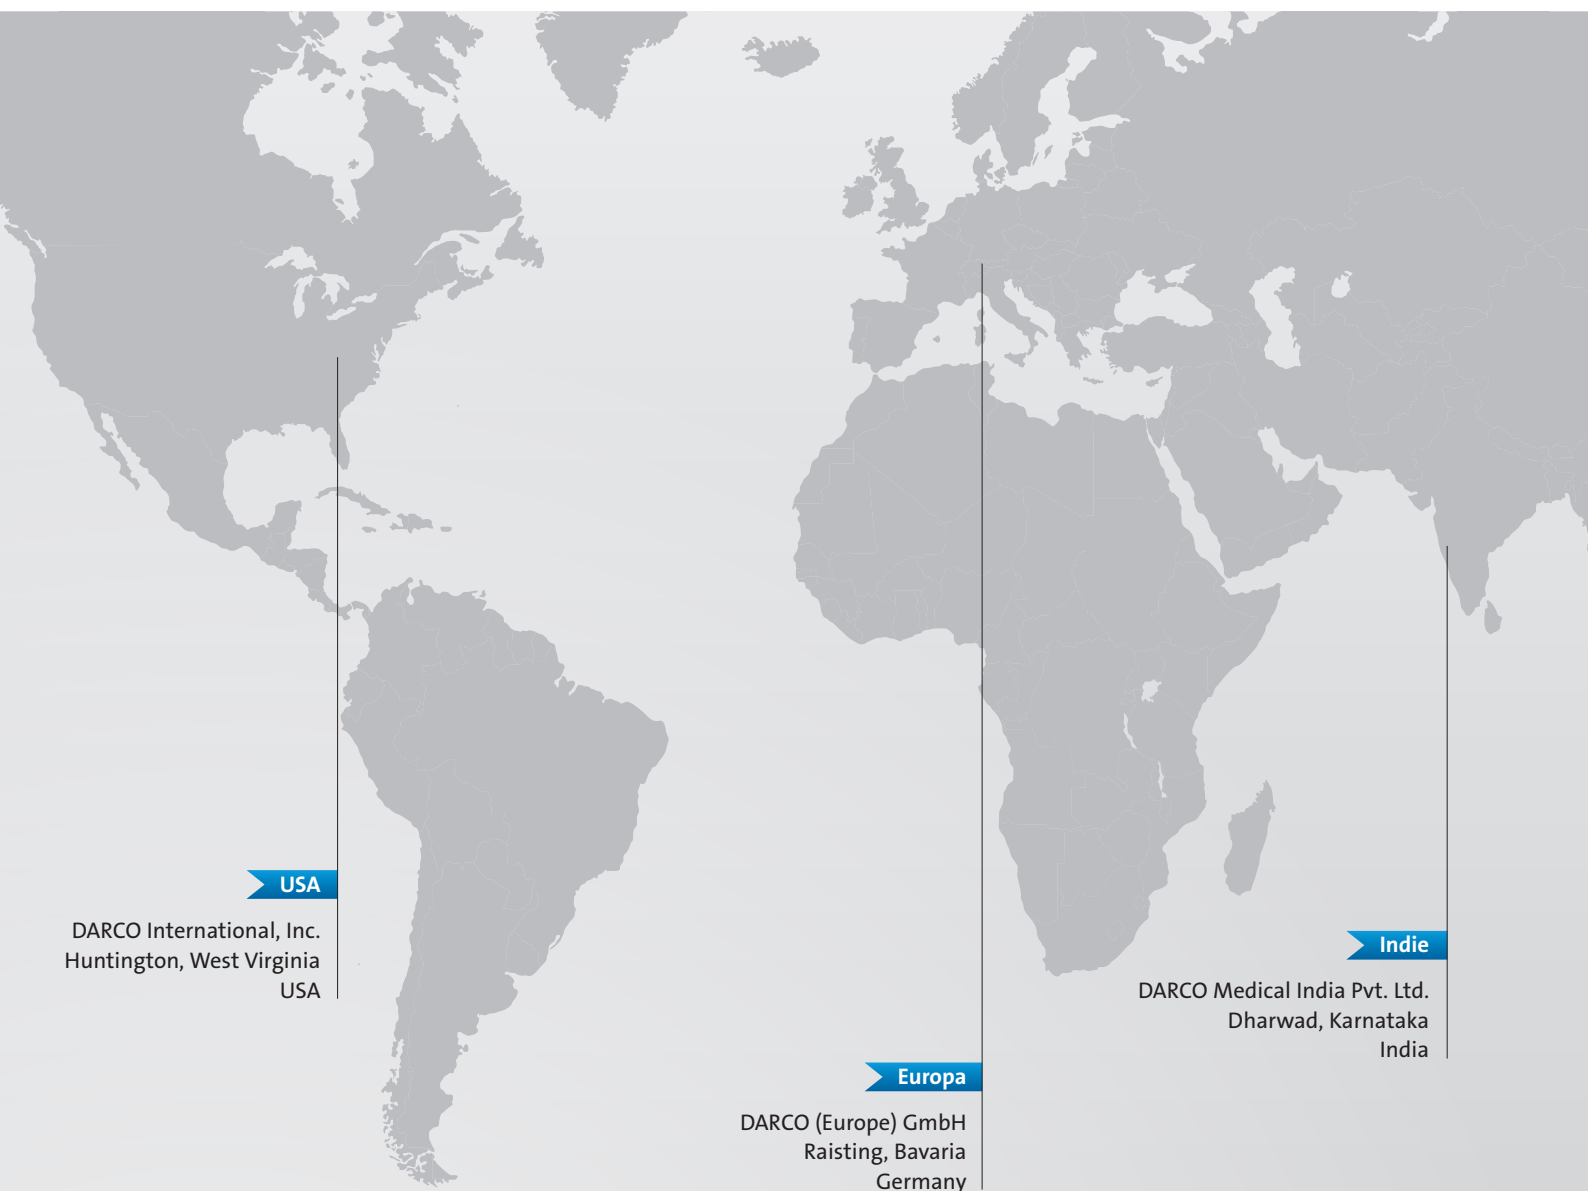 USA
DARCO International, Inc.
Huntington, West Virginia
USA
Indie
DARCO Medical India Pvt. Ltd.
Dharwad, Karnataka
India
Europa
DARCO (Europe) GmbH
Raisting, Bavaria
Germany